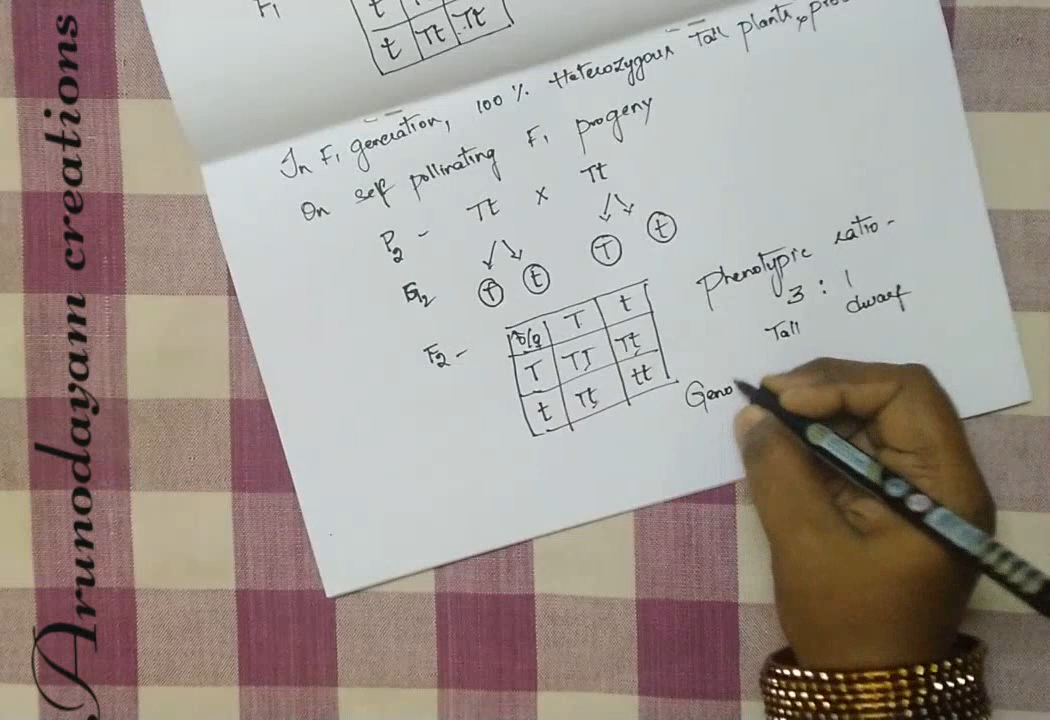 F1
t
t Tt Tt
In F1 generation, 100 % Heterozygous Tall plants
On self pollinating F1 progeny
P2 - Tt x Tt
G2 T t T t
F2 -
♂/♀ T t
T TT Tt
t Tt tt
Phenotypic ratio -
3 : 1
Tall dwarf
Geno
Arunodayam creations